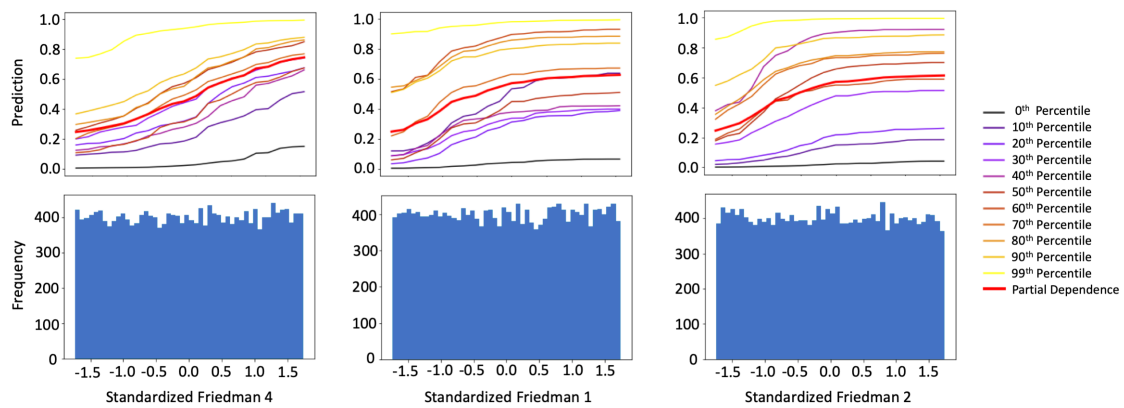 1.0
0.8
0.6
0.4
0.2
0.0
Prediction
1.0
0.8
0.6
0.4
0.2
0.0
1.0
0.8
0.6
0.4
0.2
0.0
400
300
200
100
0
Frequency
-1.5 -1.0 -0.5 0.0 0.5 1.0 1.5
Standardized Friedman 4
400
300
200
100
0
-1.5 -1.0 -0.5 0.0 0.5 1.0 1.5
Standardized Friedman 1
400
300
200
100
0
-1.5 -1.0 -0.5 0.0 0.5 1.0 1.5
Standardized Friedman 2
0th Percentile
10th Percentile
20th Percentile
30th Percentile
40th Percentile
50th Percentile
60th Percentile
70th Percentile
80th Percentile
90th Percentile
99th Percentile
Partial Dependence